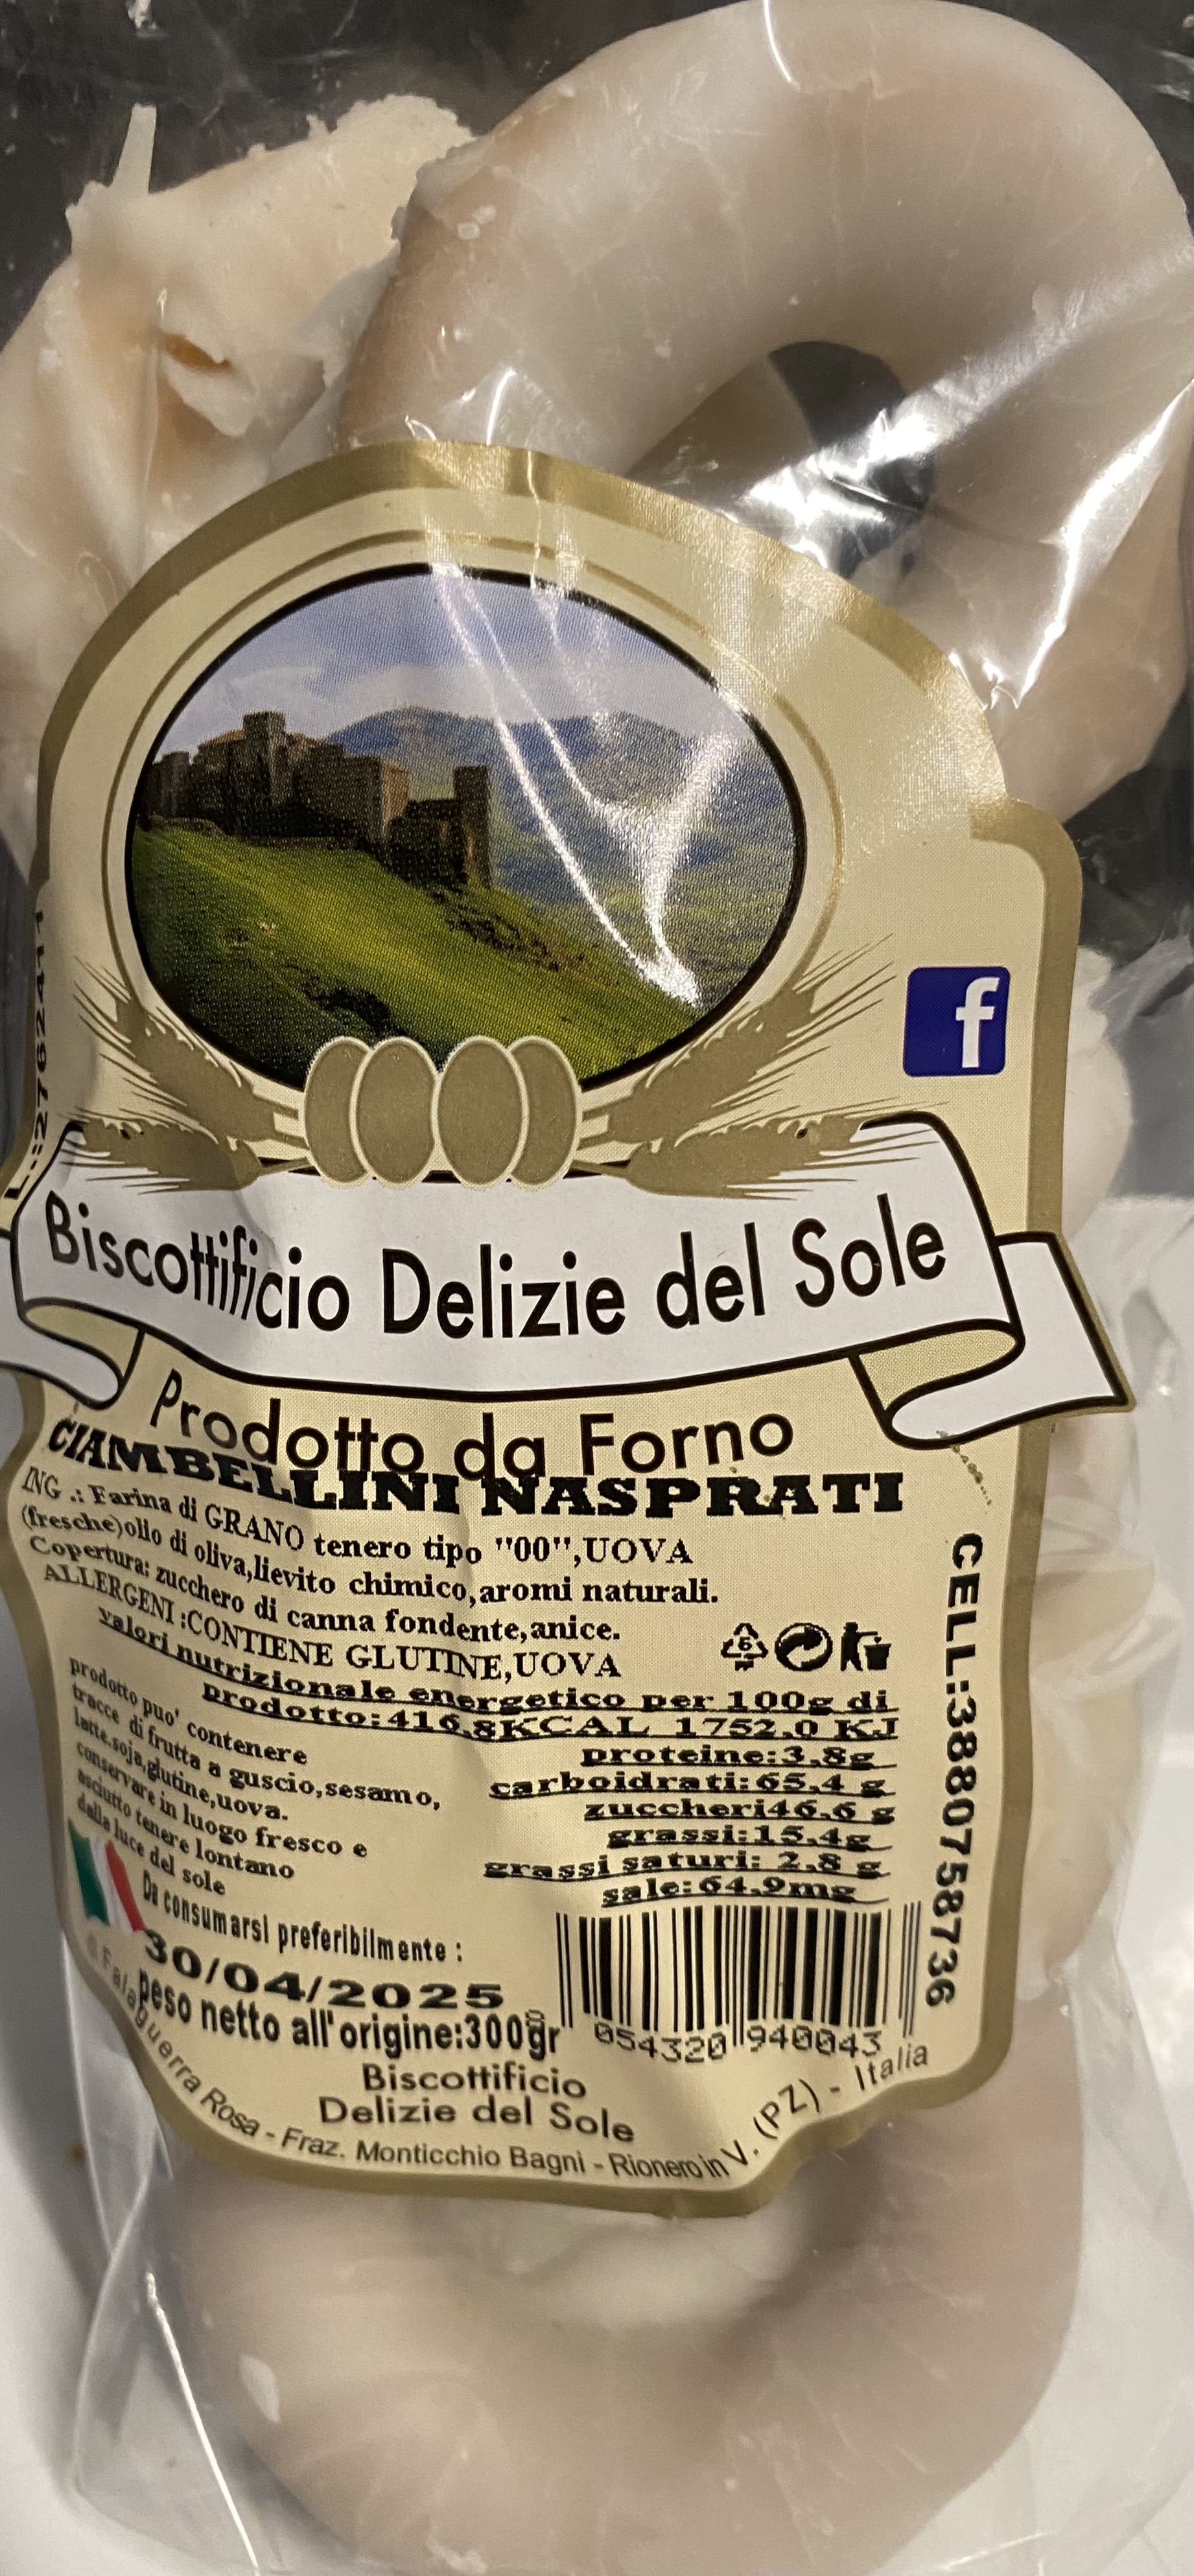 L.:2762411
f
Biscottificio Delizie del Sole
Prodotto da Forno
CIAMBELLINI NASPRATI
ING .: Farina di GRANO tenero tipo "00",UOVA
(fresche)olio di oliva,lievito chimico,aromi naturali.
Copertura: zucchero di canna fondente,anice.
ALLERGENI :CONTIENE GLUTINE,UOVA
valori nutrizionale energetico per 100g di
prodotto:416,8KCAL 1752,0 KJ
proteine:3,8g
carboidrati:65,4 g
zuccheri46,6 g
grassi:15,4g
grassi saturi: 2,8 g
sale:64,9mg
prodotto puo' contenere
tracce di frutta a guscio,sesamo,
latte,soja,glutine,uova.
conservare in luogo fresco e
asciutto tenere lontano
dalla luce del sole
Da consumarsi preferibilmente :
30/04/2025
peso netto all'origine:300gr
054320 940043
CELL:3880758736
Biscottificio
Delizie del Sole
Falaguerra Rosa - Fraz. Monticchio Bagni - Rionero in V. (PZ) - Italia